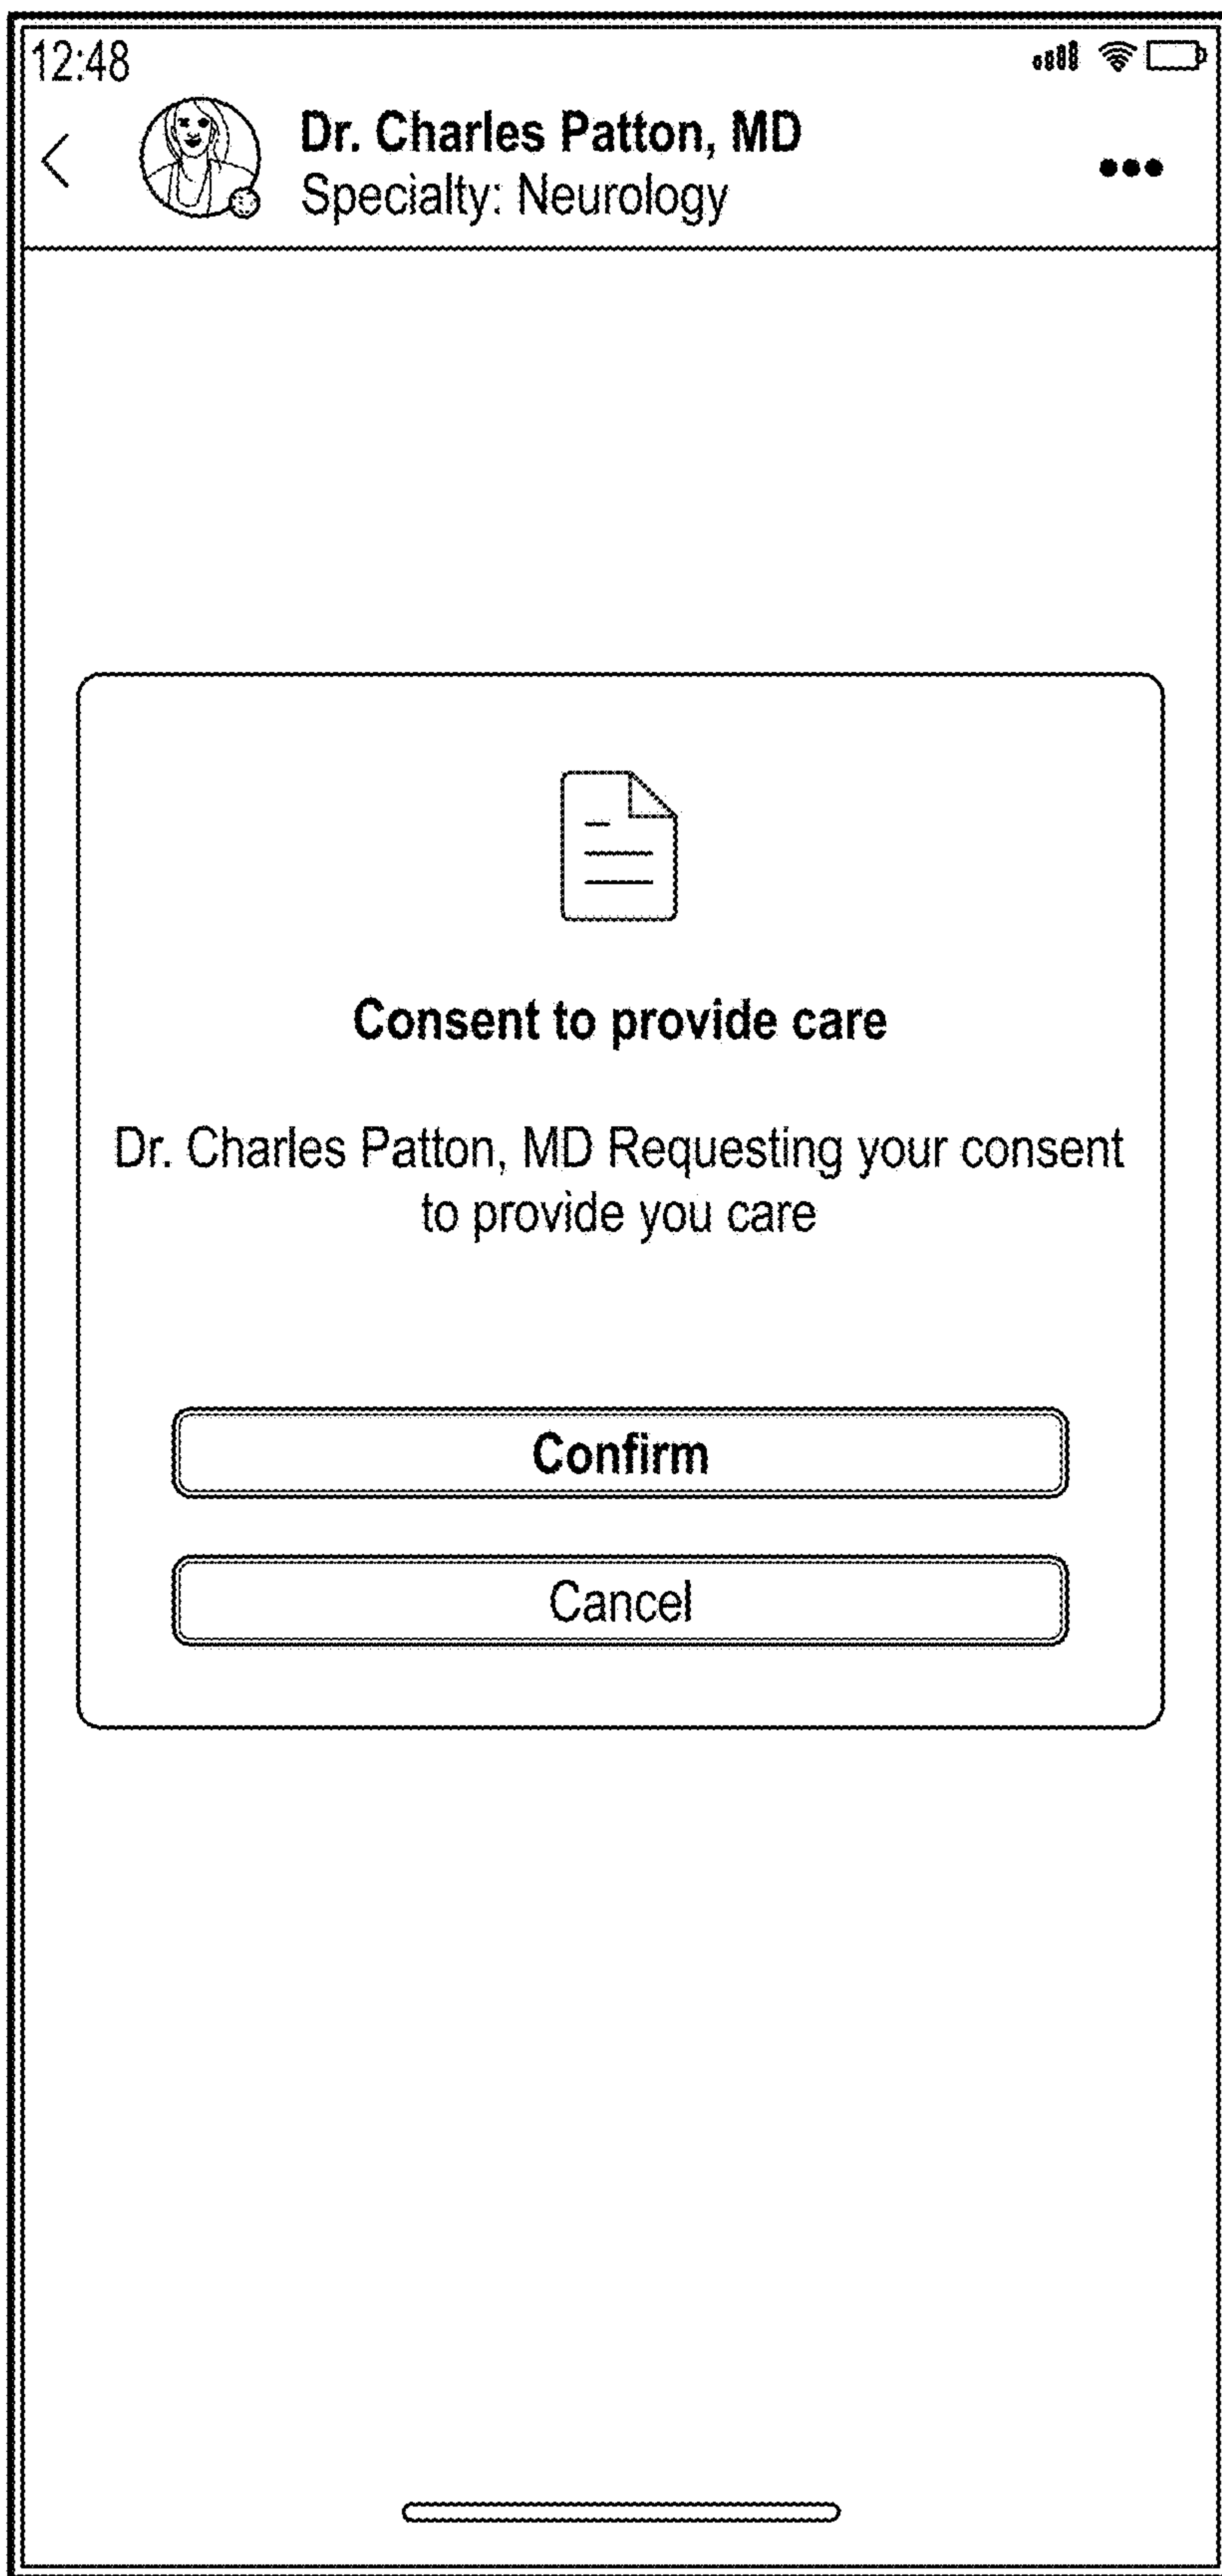 12:48
Dr. Charles Patton, MD
Specialty: Neurology
Consent to provide care
Dr. Charles Patton, MD Requesting your consent
to provide you care
Confirm
Cancel